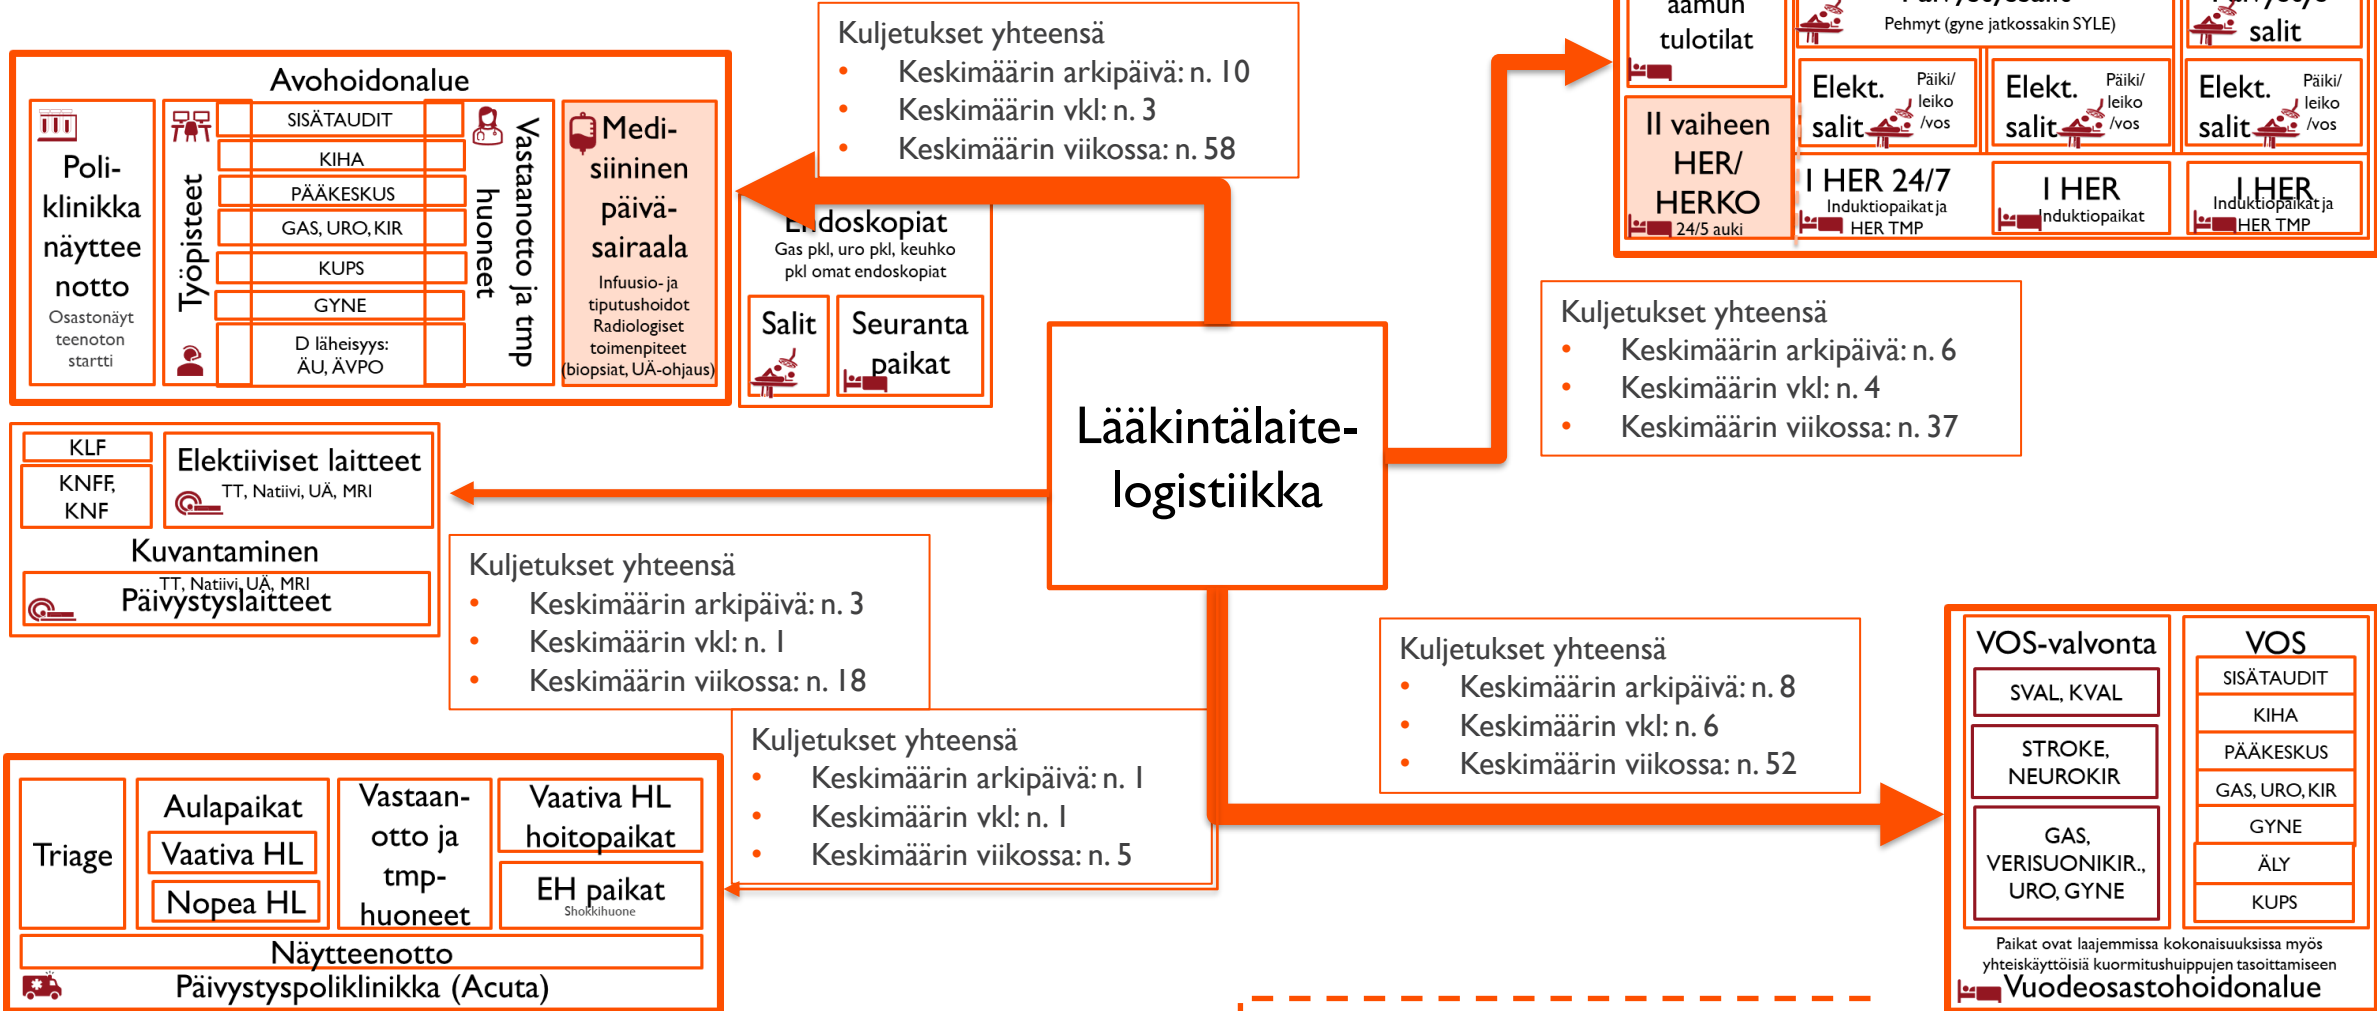 Avohoidonalue
Poli-
klinikka
näyttee
notto
Osastonäyt
teenoton
startti
Työpisteet
SISÄTAUDIT
KIHA
PÄÄKESKUS
GAS, URO, KIR
KUPS
GYNE
D läheisyys:
ÄU, ÄVPO
Vastaanotto ja tmp
huoneet
Medi-
siininen
päivä-
sairaala
Infuusio- ja
tiputushoidot
Radiologiset
toimenpiteet
(biopsiat, UÄ-ohjaus)
Kuljetukset yhteensä
• Keskimäärin arkipäivä: n. 10
• Keskimäärin vkl: n. 3
• Keskimäärin viikossa: n. 58
Endoskopiat
Gas pkl, uro pkl, keuhko
pkl omat endoskopiat
Salit
Seuranta
paikat
aamun
tulotilat
Pehmyt (gyne jatkossakin SYLE)
salit
Elekt.
salit
Päiki/
leiko
/vos
Elekt.
salit
Päiki/
leiko
/vos
Elekt.
salit
Päiki/
leiko
/vos
II vaiheen
HER/
HERKO
24/5 auki
I HER 24/7
Induktiopaikat ja
HER TMP
I HER
Induktiopaikat
I HER
Induktiopaikat ja
HER TMP
Kuljetukset yhteensä
• Keskimäärin arkipäivä: n. 6
• Keskimäärin vkl: n. 4
• Keskimäärin viikossa: n. 37
Lääkintälaite-
logistiikka
KLF
KNFF,
KNF
Elektiiviset laitteet
TT, Natiivi, UÄ, MRI
Kuvantaminen
TT, Natiivi, UÄ, MRI
Päivystyslaitteet
Kuljetukset yhteensä
• Keskimäärin arkipäivä: n. 3
• Keskimäärin vkl: n. 1
• Keskimäärin viikossa: n. 18
Kuljetukset yhteensä
• Keskimäärin arkipäivä: n. 1
• Keskimäärin vkl: n. 1
• Keskimäärin viikossa: n. 5
Kuljetukset yhteensä
• Keskimäärin arkipäivä: n. 8
• Keskimäärin vkl: n. 6
• Keskimäärin viikossa: n. 52
Triage
Aulapaikat
Vaativa HL
Nopea HL
Vastaan-
otto ja
tmp-
huoneet
Vaativa HL
hoitopaikat
EH paikat
Shokkihuone
Näytteenotto
Päivystyspoliklinikka (Acuta)
VOS-valvonta
SVAL, KVAL
STROKE,
NEUROKIR
GAS,
VERISUONIKIR.,
URO, GYNE
VOS
SISÄTAUDIT
KIHA
PÄÄKESKUS
GAS, URO, KIR
GYNE
ÄLY
KUPS
Paikat ovat laajemmissa kokonaisuuksissa myös
yhteiskäyttöisiä kuormitushuippujen tasoittamiseen
Vuodeosastohoidonalue